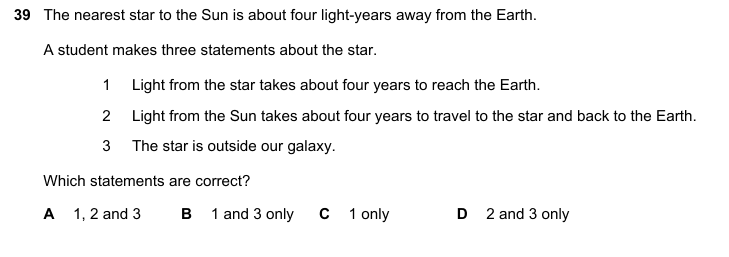 39 The nearest star to the Sun is about four light-years away from the Earth.
A student makes three statements about the star.
1 Light from the star takes about four years to reach the Earth.
2 Light from the Sun takes about four years to travel to the star and back to the Earth.
3 The star is outside our galaxy.
Which statements are correct?
A 1, 2 and 3 B 1 and 3 only C 1 only D 2 and 3 only